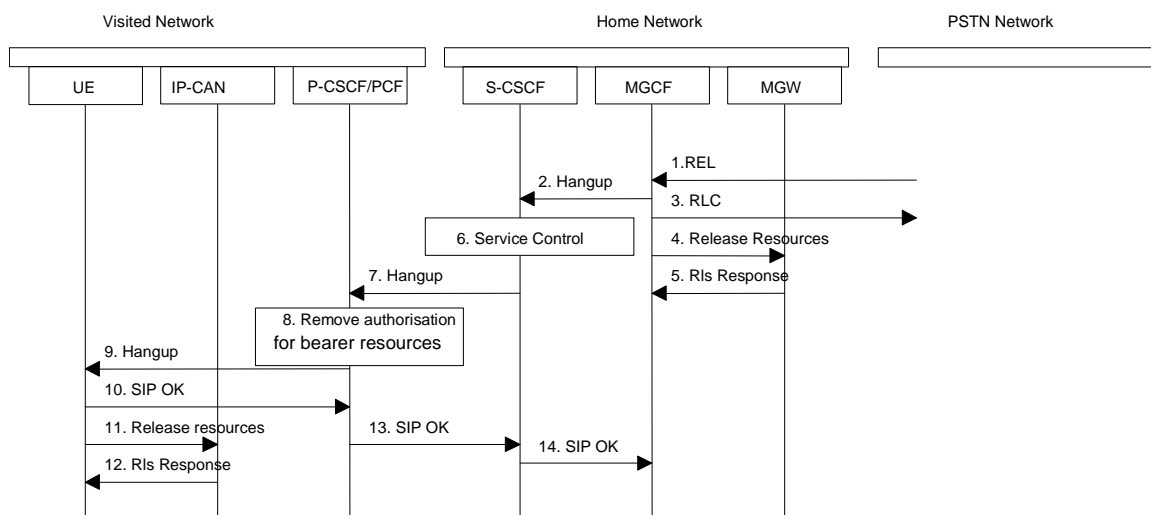 Visited Network
Home Network
PSTN Network
UE
IP-CAN
P-CSCF/PCF
S-CSCF
MGCF
MGW
1.REL
2. Hangup
3. RLC
6. Service Control
4. Release Resources
7. Hangup
5. Rls Response
8. Remove authorisation
for bearer resources
9. Hangup
10. SIP OK
11. Release resources
13. SIP OK
14. SIP OK
12. Rls Response